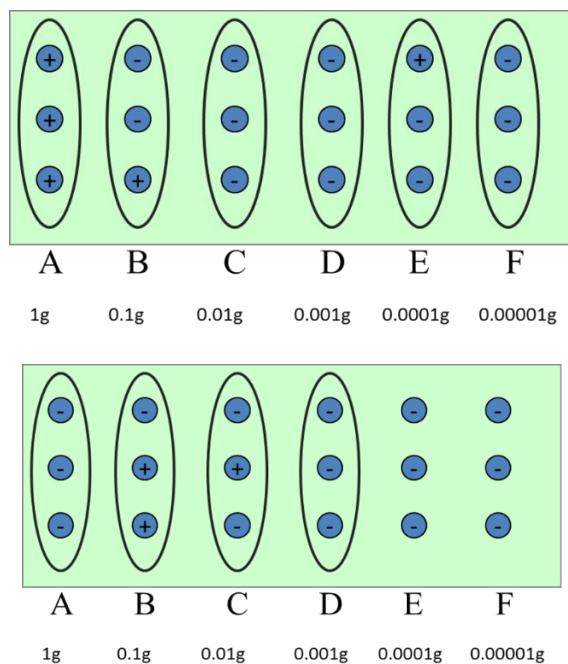 + - - - + -
+ - - - - -
+ + - - - -
A B C D E F
1g 0.1g 0.01g 0.001g 0.0001g 0.00001g
- - - - - -
- + + - - -
- + - - - -
A B C D E F
1g 0.1g 0.01g 0.001g 0.0001g 0.00001g